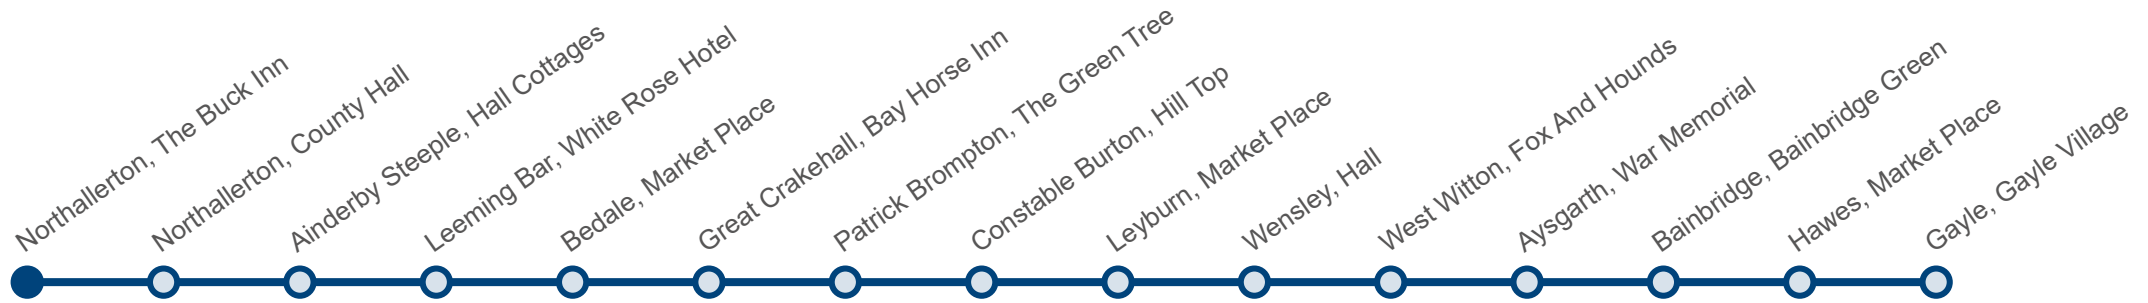 Northallerton, The Buck Inn
Northallerton, County Hall
Ainderby Steeple, Hall Cottages
Leeming Bar, White Rose Hotel
Bedale, Market Place
Great Crakehall, Bay Horse Inn
Patrick Brompton, The Green Tree
Constable Burton, Hill Top
Leyburn, Market Place
Wensley, Hall
West Witton, Fox And Hounds
Aysgarth, War Memorial
Bainbridge, Bainbridge Green
Hawes, Market Place
Gayle, Gayle Village